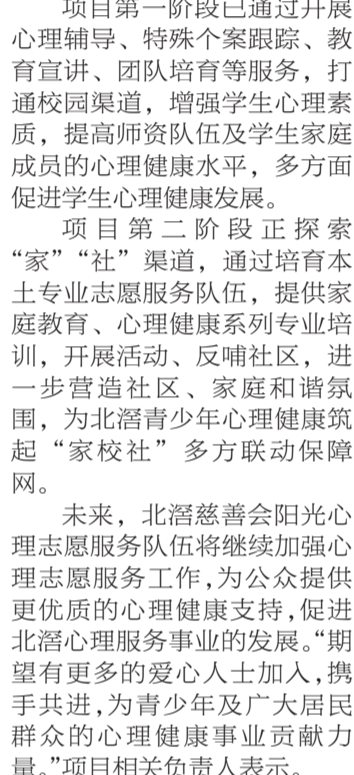 项目第一阶段已通过开展
心理辅导、特殊个案跟踪、教
育宣讲、团队培育等服务，打
通校园渠道，增强学生心理素
质，提高师资队伍及学生家庭
成员的心理健康水平，多方面
促进学生心理健康发展。
项目第二阶段正探索
“家”“社”渠道，通过培育本
土专业志愿服务队伍，提供家
庭教育、心理健康系列专业培
训，开展活动、反哺社区，进
一步营造社区、家庭和谐氛
围，为北滘青少年心理健康筑
起“家校社”多方联动保障
网。
未来，北滘慈善会阳光心
理志愿服务队伍将继续加强心
理志愿服务工作，为公众提供
更优质的心理健康支持，促进
北滘心理服务事业的发展。“期
望有更多的爱心人士加入，携
手共进，为青少年及广大居民
群众的心理健康事业贡献力
量。”项目相关负责人表示。